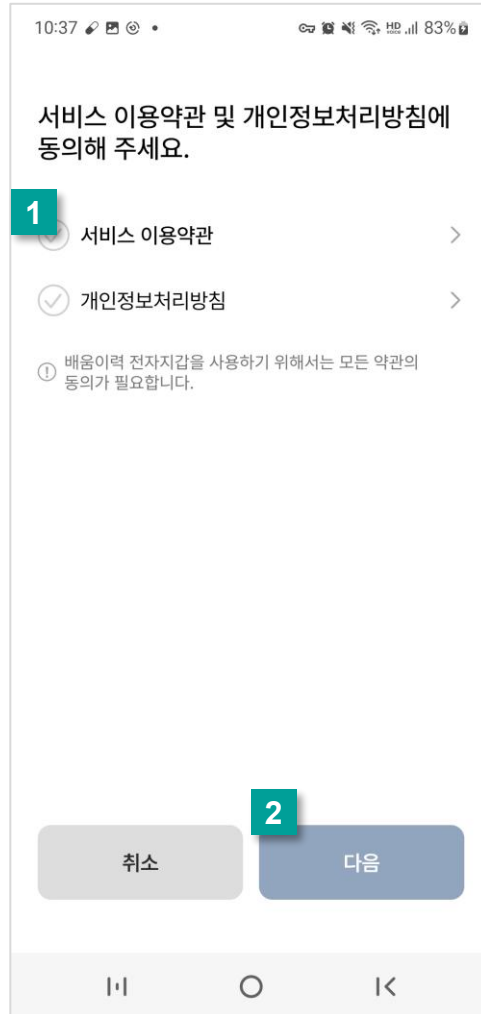 10:37 83%
서비스 이용약관 및 개인정보처리방침에
동의해 주세요.
1
서비스 이용약관
개인정보처리방침
배움이력 전자지갑을 사용하기 위해서는 모든 약관의
동의가 필요합니다.
2
취소 다음